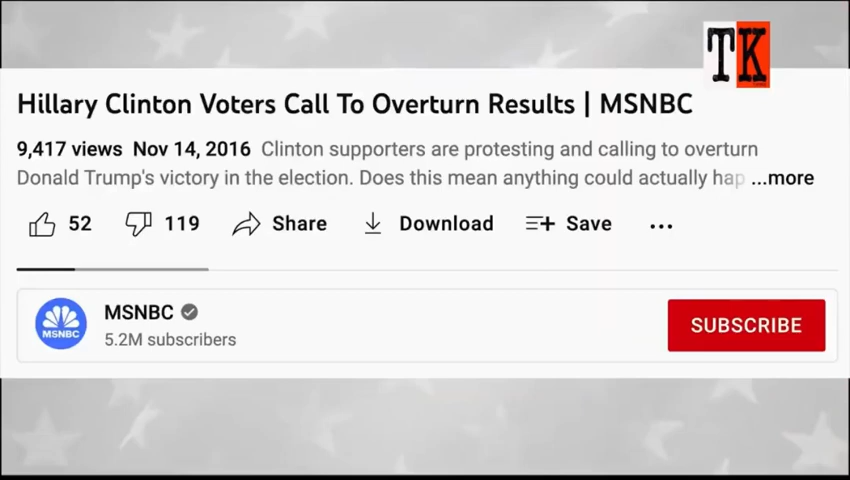 TK
Hillary Clinton Voters Call To Overturn Results | MSNBC
9,417 views Nov 14, 2016 Clinton supporters are protesting and calling to overturn
Donald Trump's victory in the election. Does this mean anything could actually hap ...more
52 119 Share Download Save ...
MSNBC
MSNBC
5.2M subscribers
SUBSCRIBE